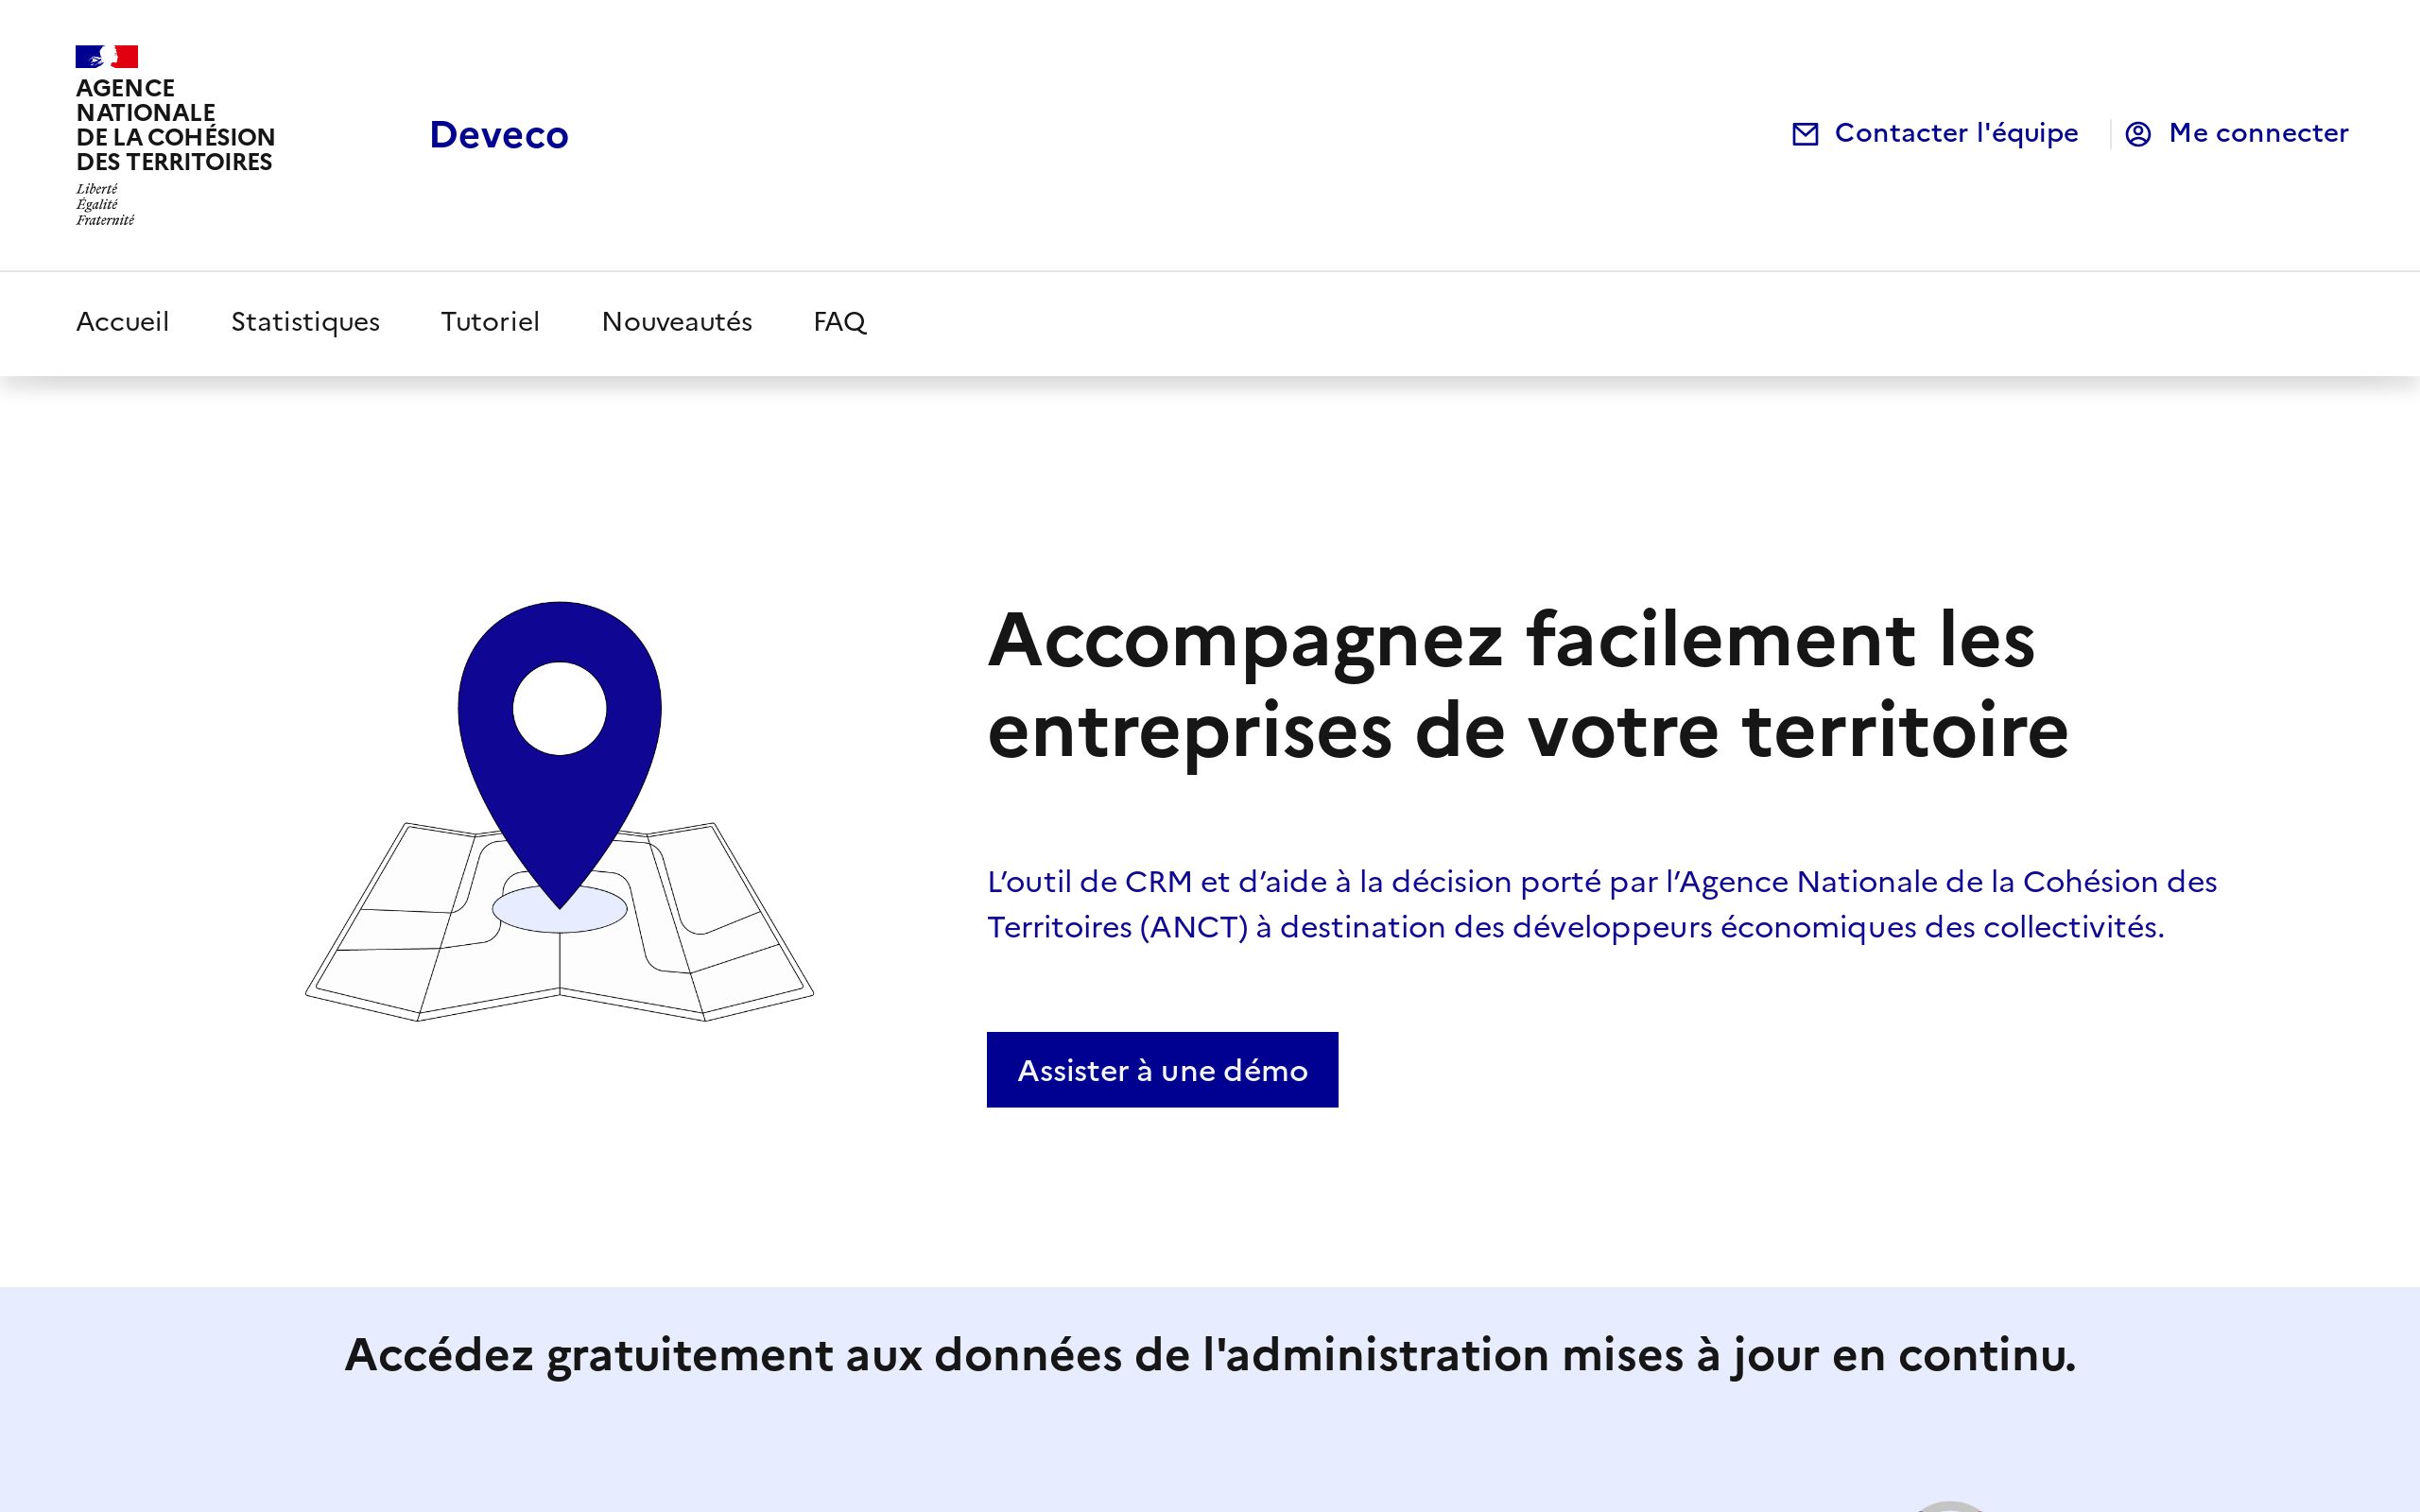 AGENCE
NATIONALE
DE LA COHÉSION
DES TERRITOIRES
Liberté
Égalité
Fraternité
Deveco
Contacter l'équipe
Me connecter
Accueil
Statistiques
Tutoriel
Nouveautés
FAQ
Accompagnez facilement les
entreprises de votre territoire
L’outil de CRM et d’aide à la décision porté par l’Agence Nationale de la Cohésion des
Territoires (ANCT) à destination des développeurs économiques des collectivités.
Assister à une démo
Accédez gratuitement aux données de l'administration mises à jour en continu.